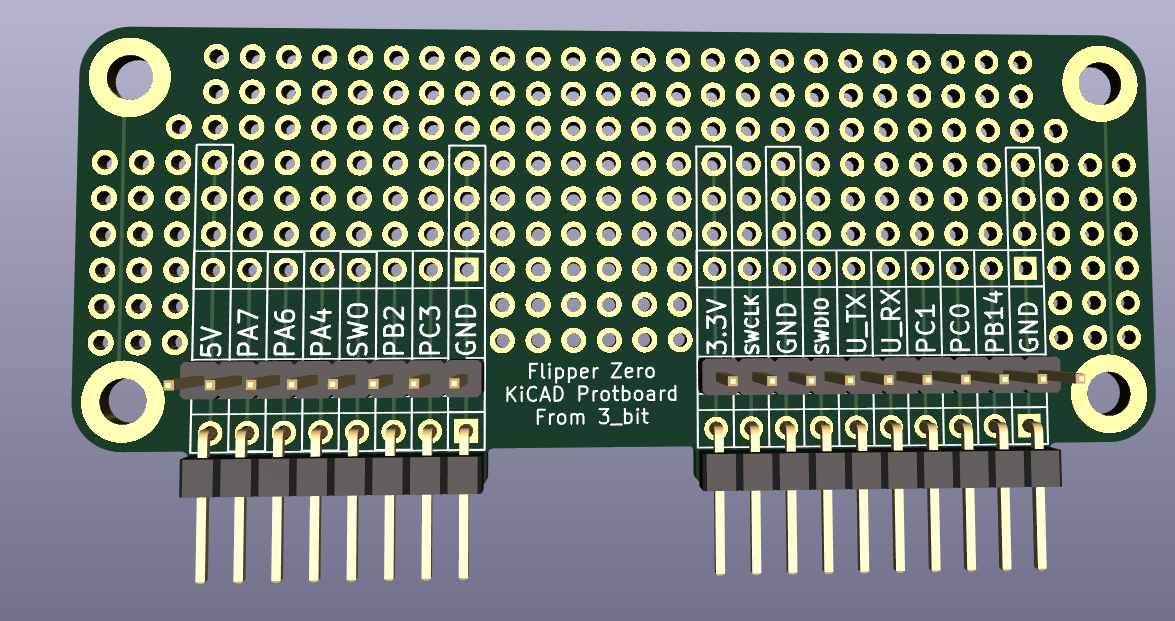 5V
PA7
PA6
PA4
SWO
PB2
PC3
GND
3.3V
SWCLK
GND
SWDIO
U_TX
U_RX
PC1
PC0
PB14
GND
Flipper Zero
KiCAD Protboard
From 3_bit